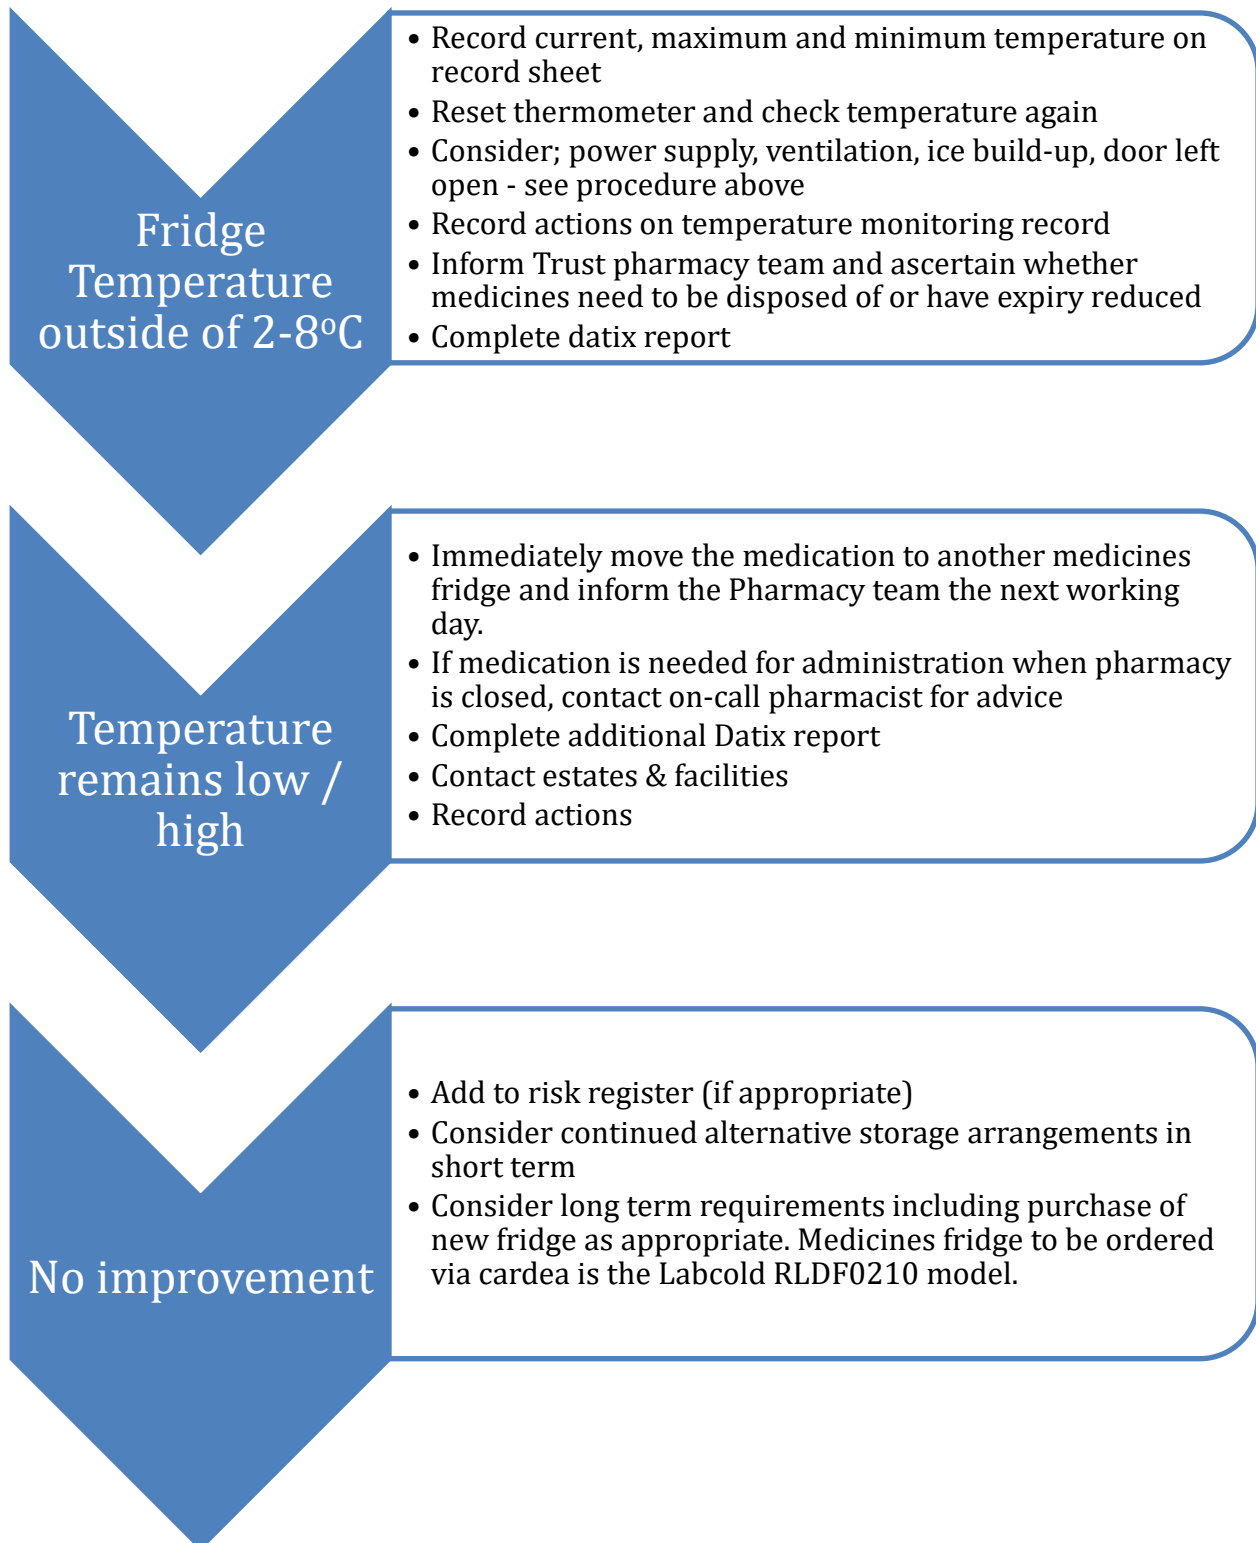 Fridge
Temperature
outside of 2-8ºC
• Record current, maximum and minimum temperature on
record sheet
• Reset thermometer and check temperature again
• Consider; power supply, ventilation, ice build-up, door left
open - see procedure above
• Record actions on temperature monitoring record
• Inform Trust pharmacy team and ascertain whether
medicines need to be disposed of or have expiry reduced
• Complete datix report
Temperature
remains low /
high
• Immediately move the medication to another medicines
fridge and inform the Pharmacy team the next working
day.
• If medication is needed for administration when pharmacy
is closed, contact on-call pharmacist for advice
• Complete additional Datix report
• Contact estates & facilities
• Record actions
No improvement
• Add to risk register (if appropriate)
• Consider continued alternative storage arrangements in
short term
• Consider long term requirements including purchase of
new fridge as appropriate. Medicines fridge to be ordered
via cardea is the Labcold RLDF0210 model.